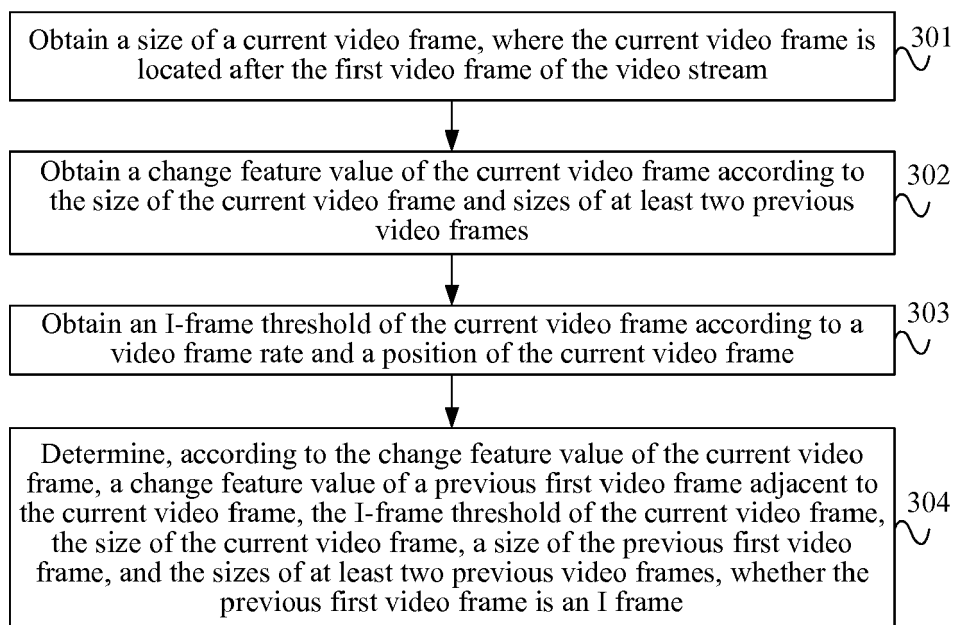 Obtain a size of a current video frame, where the current video frame is
located after the first video frame of the video stream
301
Obtain a change feature value of the current video frame according to
the size of the current video frame and sizes of at least two previous
video frames
302
Obtain an I-frame threshold of the current video frame according to a
video frame rate and a position of the current video frame
303
Determine, according to the change feature value of the current video
frame, a change feature value of a previous first video frame adjacent to
the current video frame, the I-frame threshold of the current video frame,
the size of the current video frame, a size of the previous first video
frame, and the sizes of at least two previous video frames, whether the
previous first video frame is an I frame
304